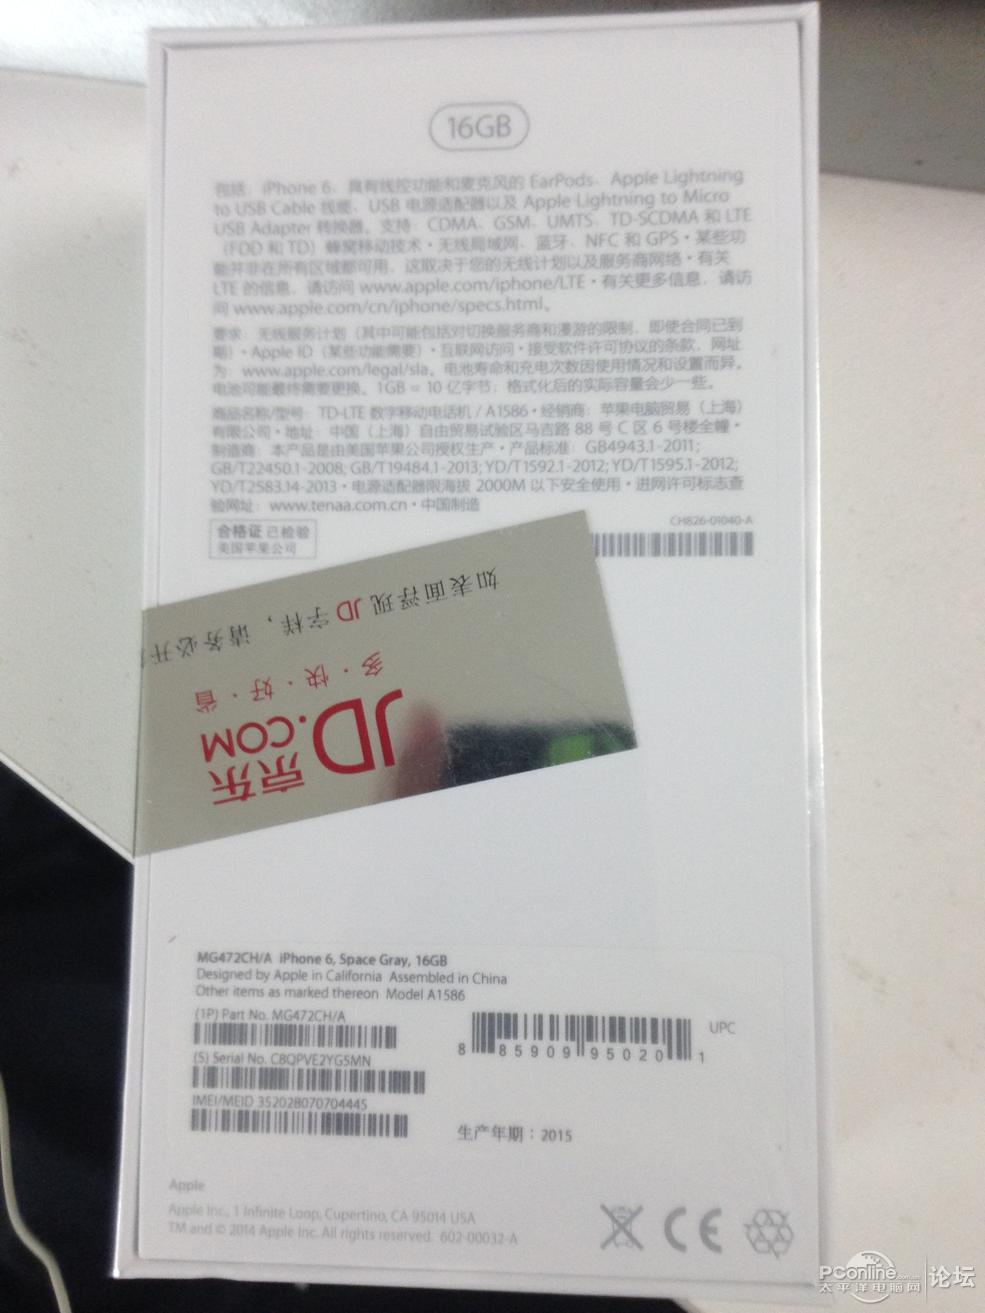 16GB
包括：iPhone 6、具有线控功能和麦克风的 EarPods、Apple Lightning
to USB Cable 线缆、USB 电源适配器以及 Apple Lightning to Micro
USB Adapter 转换器。支持：CDMA、GSM、UMTS、TD-SCDMA 和 LTE
（FDD 和 TD）蜂窝移动技术·无线局域网、蓝牙、NFC 和 GPS·某些功
能并非在所有区域都可用，这取决于您的无线计划以及服务商网络·有关
LTE 的信息，请访问 www.apple.com/iphone/LTE·有关更多信息，请访
问 www.apple.com/cn/iphone/specs.html。
要求：无线服务计划（其中可能包括对切换服务商和漫游的限制，即使合同已到
期）·Apple ID（某些功能需要）·互联网访问·接受软件许可协议的条款，网址
为：www.apple.com/legal/sla。电池寿命和充电次数因使用情况和设置而异。
电池可能最终需要更换。1GB = 10 亿字节；格式化后的实际容量会少一些。
商品名称/型号：TD-LTE 数字移动电话机 / A1586·经销商：苹果电脑贸易（上海）
有限公司·地址：中国（上海）自由贸易试验区马吉路 88 号 C 区 6 号楼全幢·
制造商：本产品是由美国苹果公司授权生产·产品标准：GB4943.1-2011;
GB/T22450.1-2008; GB/T19484.1-2013; YD/T1592.1-2012; YD/T1595.1-2012;
YD/T2583.14-2013·电源适配器限海拔 2000M 以下安全使用·进网许可标志查
验网址：www.tenaa.com.cn·中国制造
CH826-01040-A
合格证 已检验
美国苹果公司
如表面浮现 JD 字样，请务必开
多·快·好·省
JD.COM
京东
MG472CH/A iPhone 6, Space Gray, 16GB
Designed by Apple in California Assembled in China
Other items as marked thereon Model A1586
(1P) Part No. MG472CH/A
(S) Serial No. C8QPVE2YG5MN
IMEI/MEID 352028070704445
8 85909 95020 1
UPC
生产年期：2015
Apple
Apple Inc., 1 Infinite Loop, Cupertino, CA 95014 USA
TM and © 2014 Apple Inc. All rights reserved. 602-00032-A
CE
PConline.com.cn
太平洋电脑网
论坛